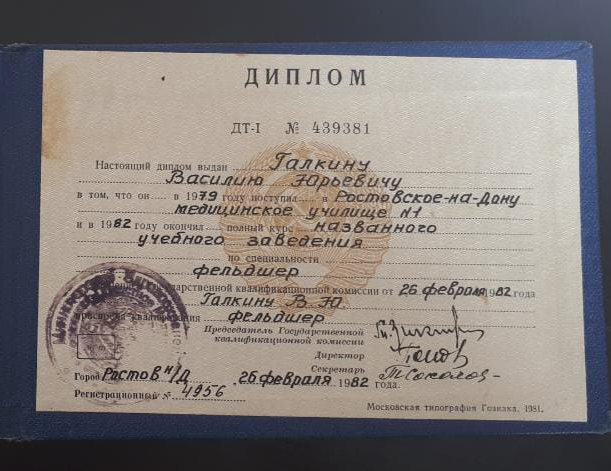 ДИПЛОМ
ДТ-I № 439381
Настоящий диплом выдан Галкину
Василию Юрьевичу
в том, что он в 1979 году поступил в Ростовское-на-Дону
медицинское училище №1
и в 1982 году окончил полный курс названного
учебного заведения
по специальности
фельдшер
Государственной квалификационной комиссии от 26 февраля 1982 года
Галкину В.Ю.
присвоена квалификация фельдшер
Председатель Государственной
квалификационной комиссии
Директор
Секретарь
Город Ростов н/Д 26 февраля 1982 года.
Регистрационный № 4956
Московская типография Гознака. 1981.